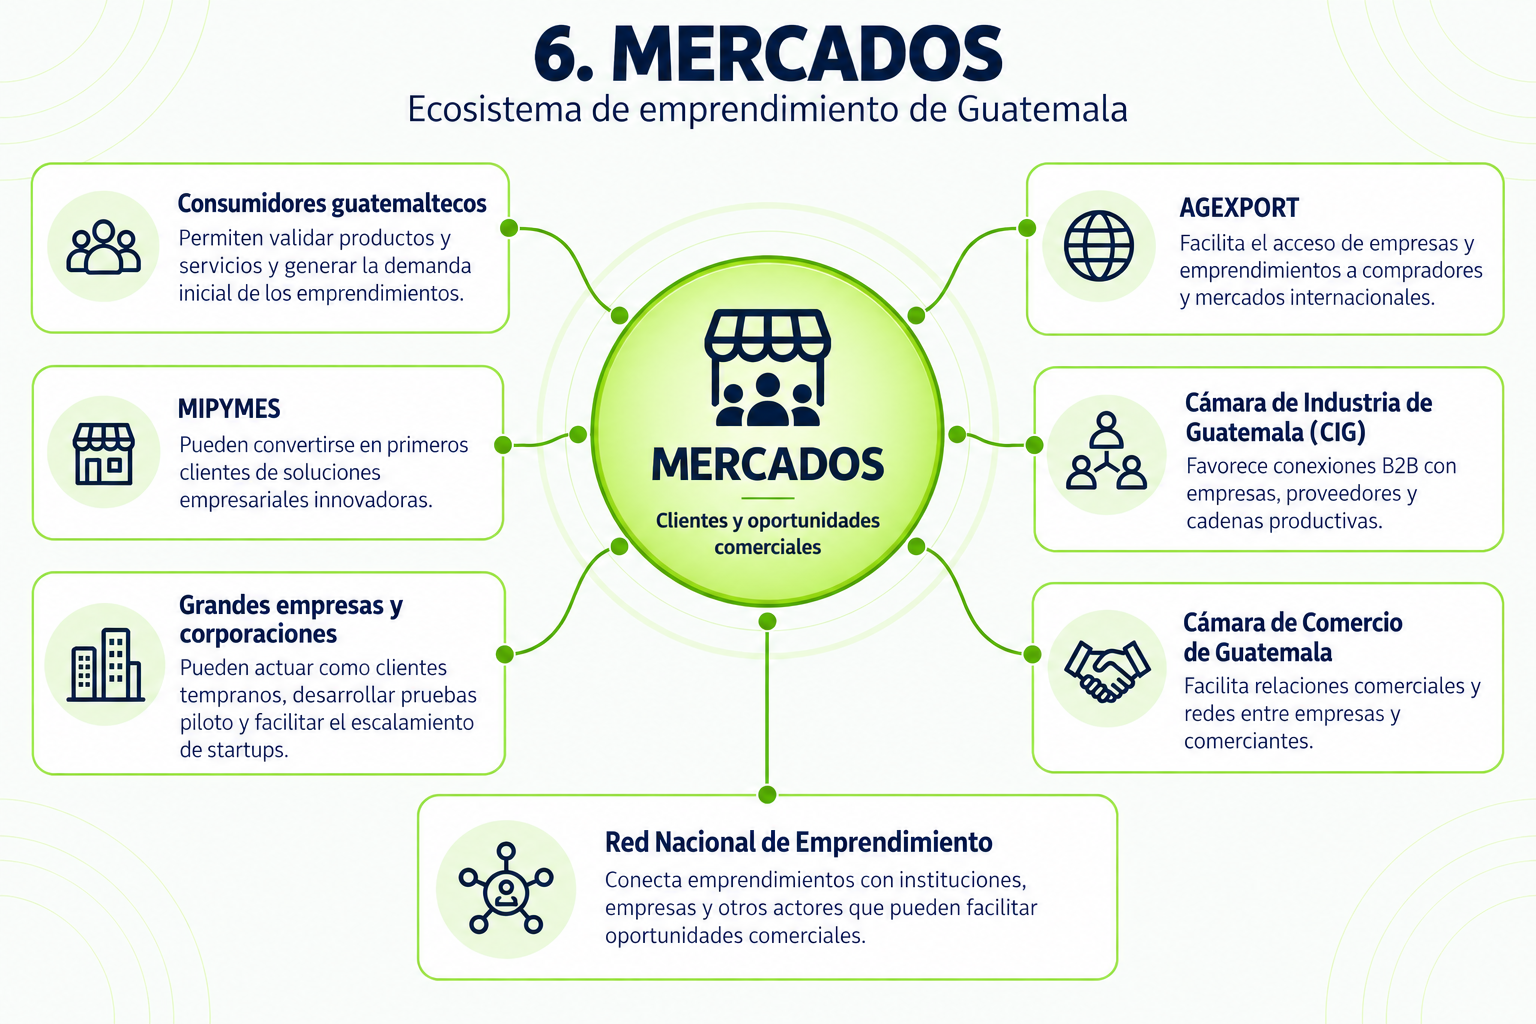 6. MERCADOS
Ecosistema de emprendimiento de Guatemala
Consumidores guatemaltecos
Permiten validar productos y
servicios y generar la demanda
inicial de los emprendimientos.
MIPYMES
Pueden convertirse en primeros
clientes de soluciones
empresariales innovadoras.
Grandes empresas y
corporaciones
Pueden actuar como clientes
tempranos, desarrollar pruebas
piloto y facilitar el escalamiento
de startups.
MERCADOS
Clientes y oportunidades
comerciales
AGEXPORT
Facilita el acceso de empresas y
emprendimientos a compradores
y mercados internacionales.
Cámara de Industria de
Guatemala (CIG)
Favorece conexiones B2B con
empresas, proveedores y
cadenas productivas.
Cámara de Comercio
de Guatemala
Facilita relaciones comerciales y
redes entre empresas y
comerciantes.
Red Nacional de Emprendimiento
Conecta emprendimientos con instituciones,
empresas y otros actores que pueden facilitar
oportunidades comerciales.